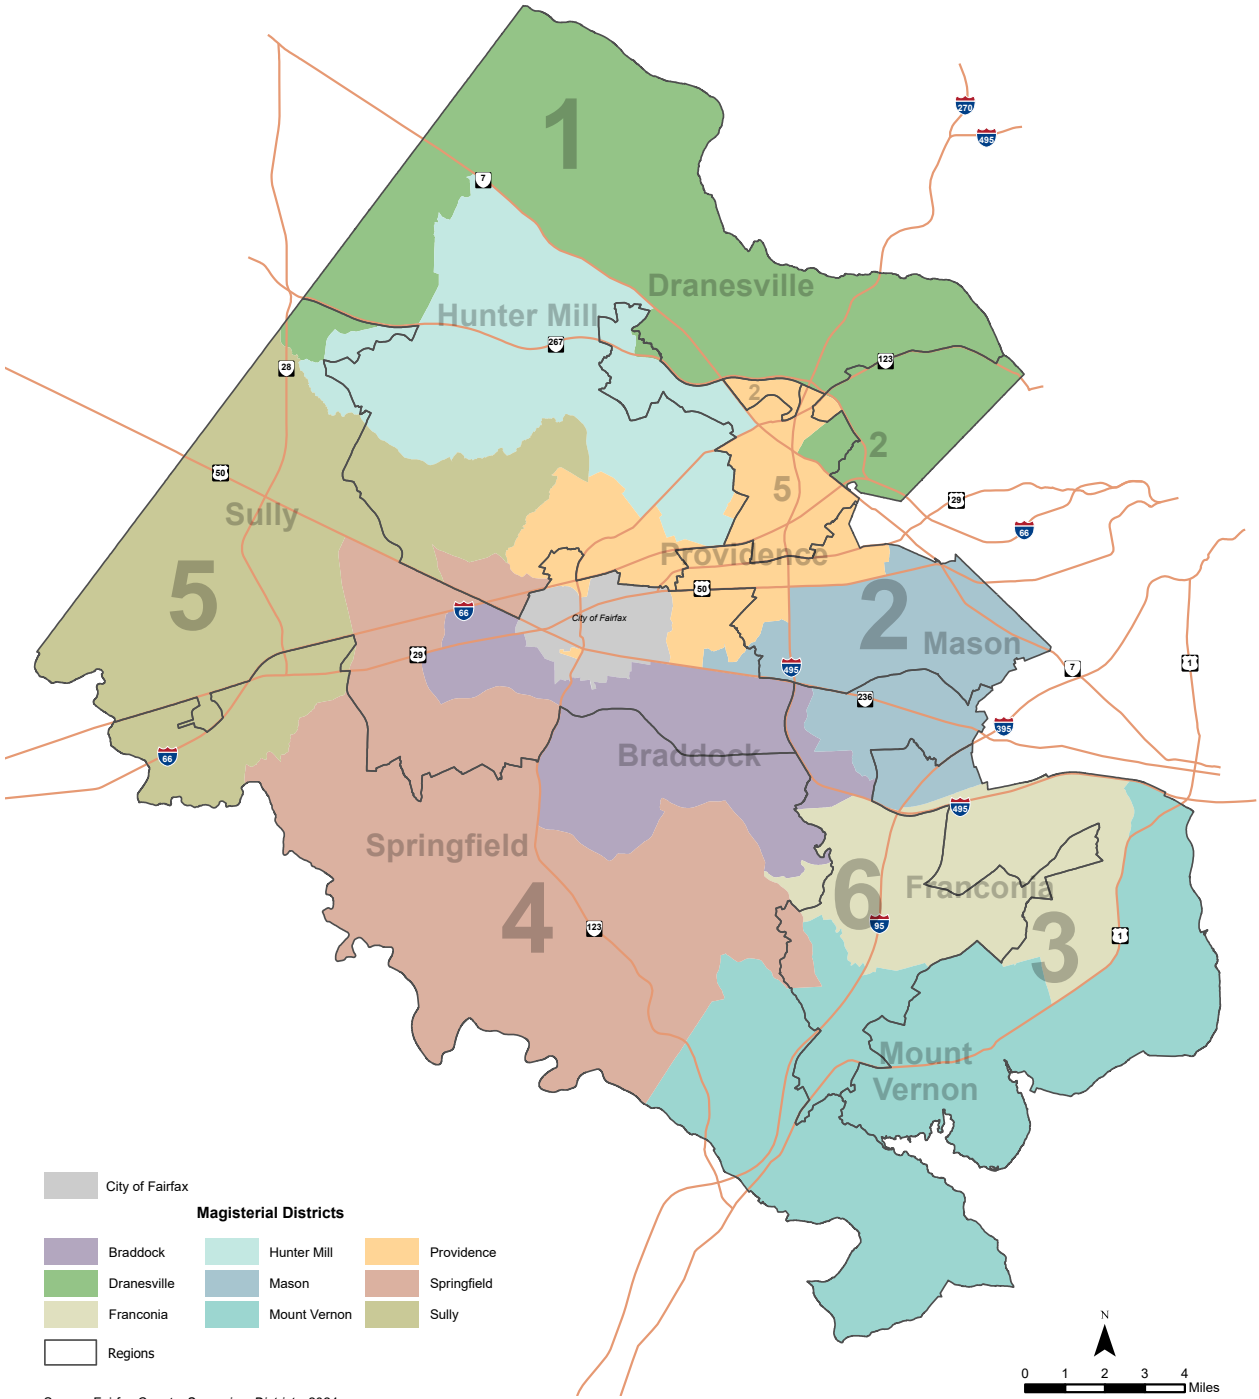 270
495
1
7
Dranesville
Hunter Mill
267
28
123
2
2
50
5
29
Sully
66
Providence
5
50
2
66
City of Fairfax
Mason
29
495
7
1
236
395
66
Braddock
495
Springfield
6
Franconia
4
123
95
3
1
Mount
Vernon
City of Fairfax
Magisterial Districts
Braddock
Hunter Mill
Providence
Dranesville
Mason
Springfield
Franconia
Mount Vernon
Sully
Regions
N
0 1 2 3 4
Miles